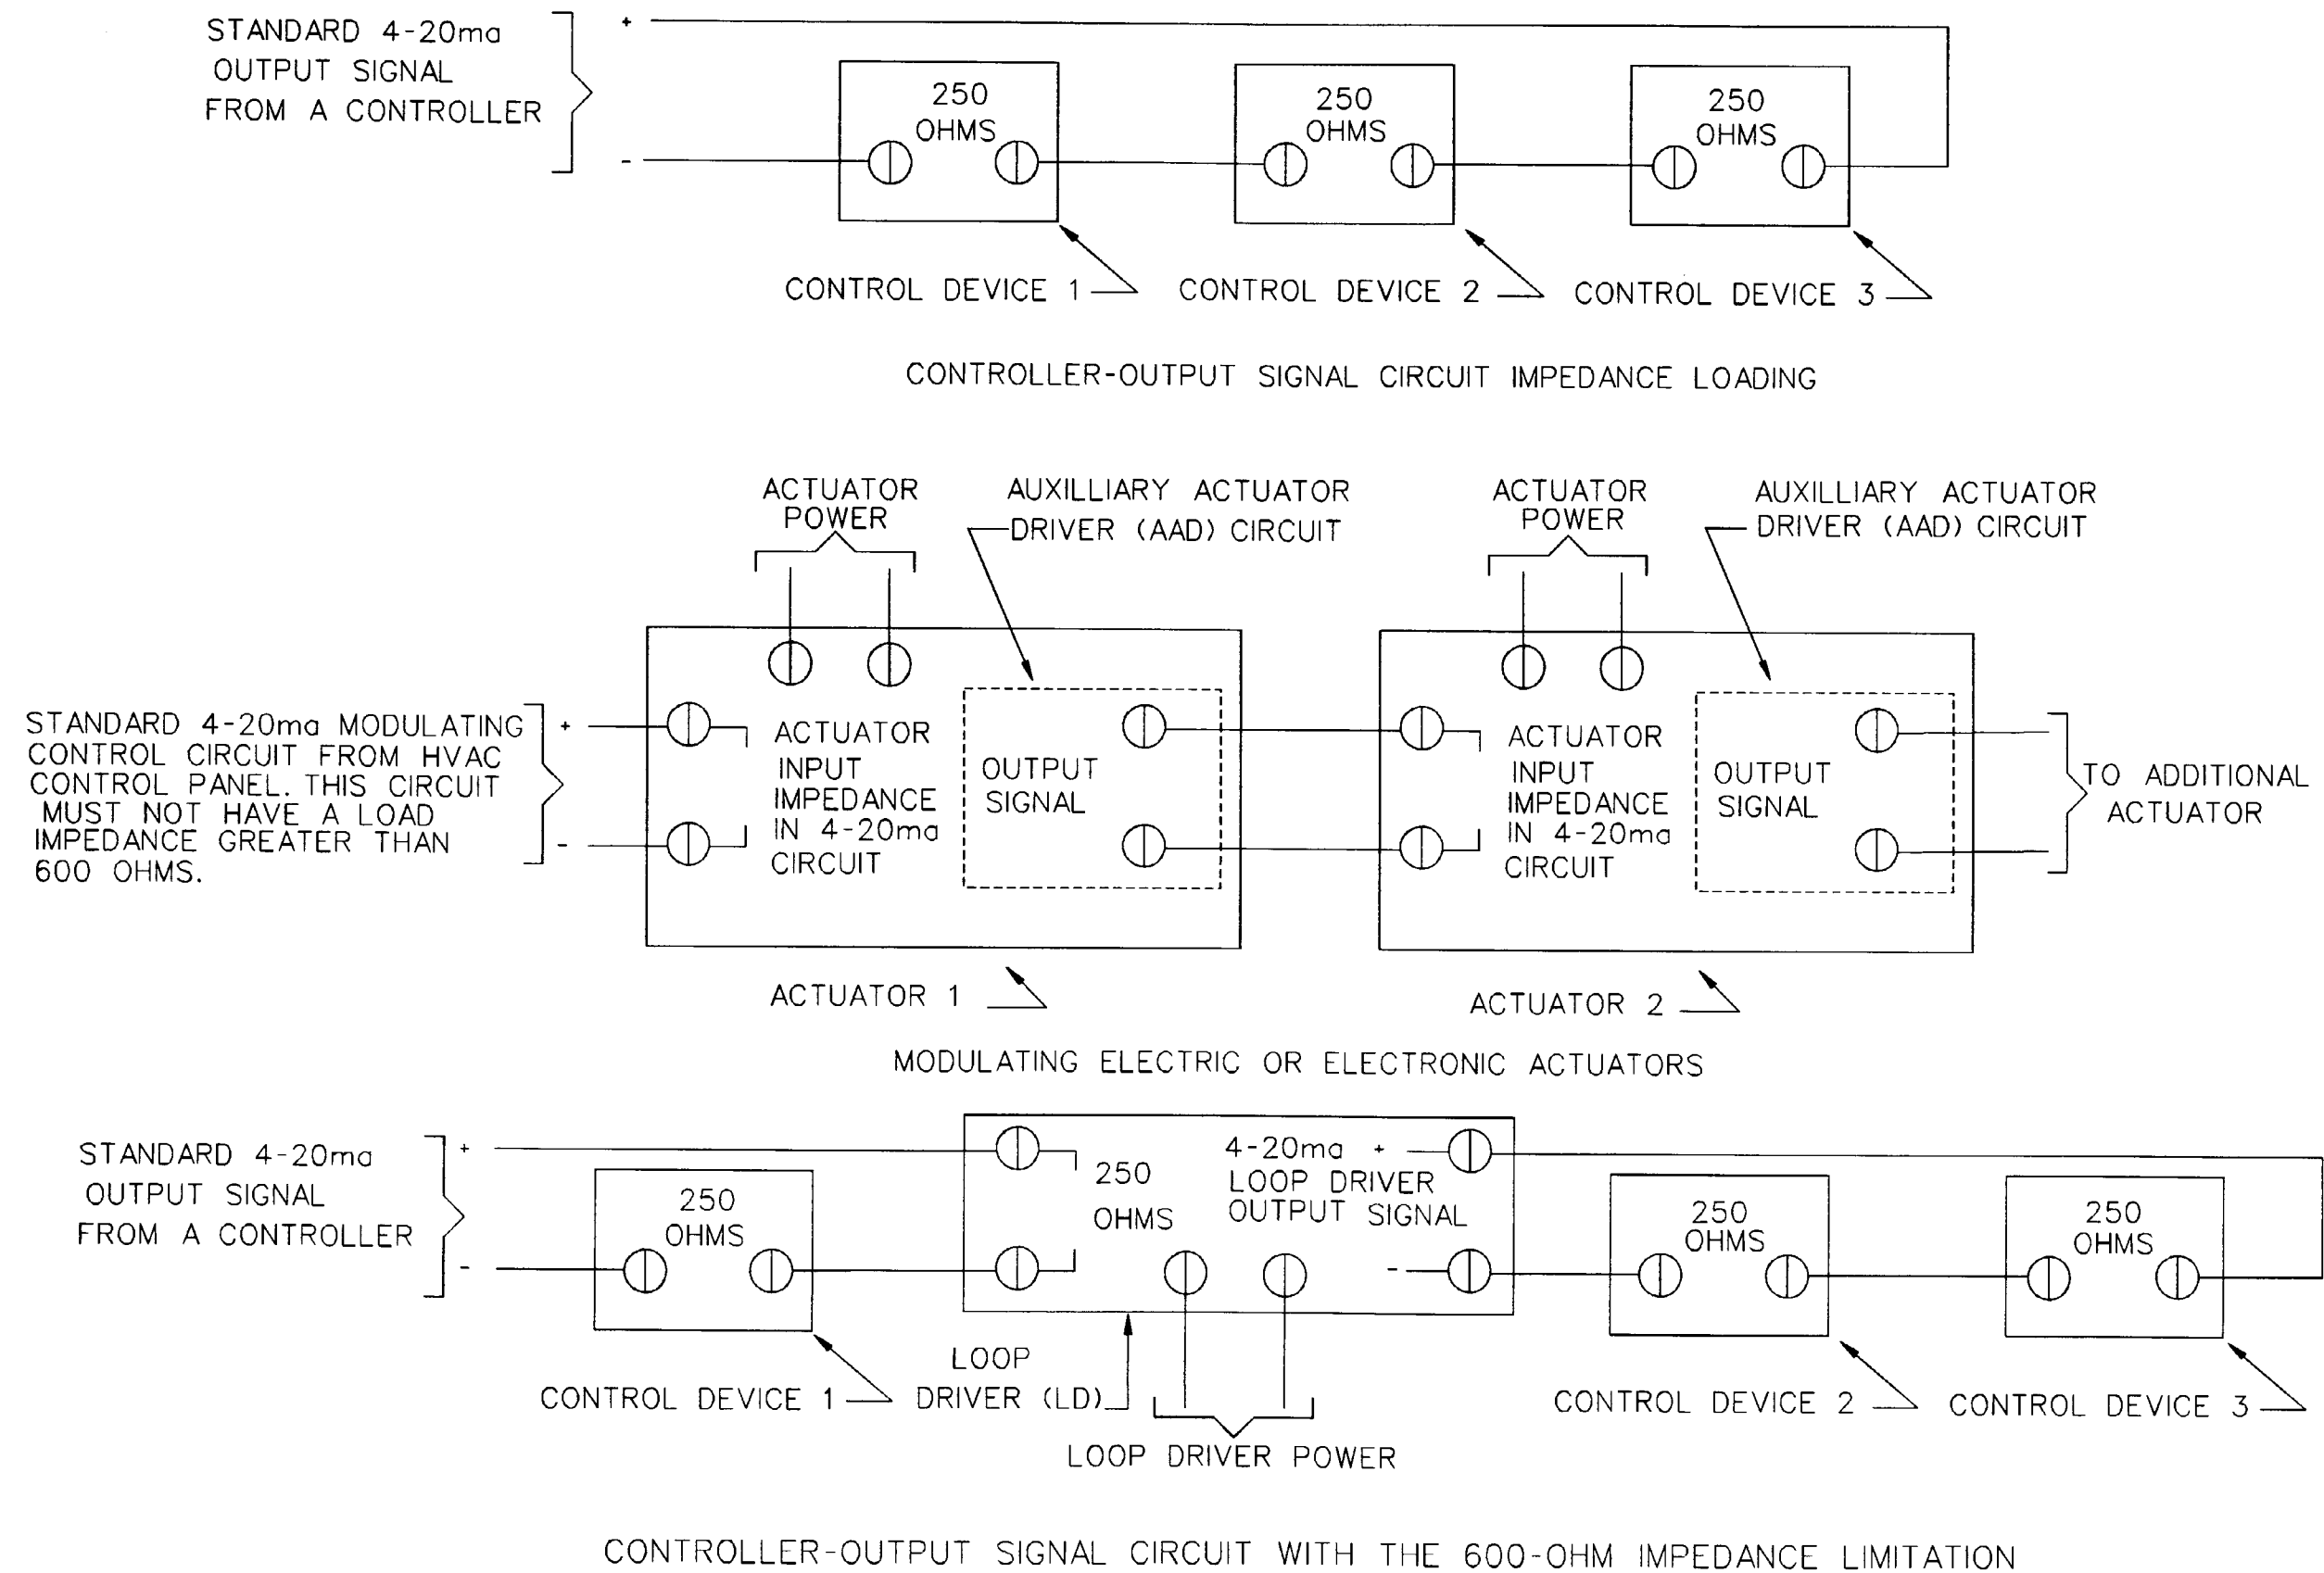 STANDARD 4-20ma
OUTPUT SIGNAL
FROM A CONTROLLER
+
-
250
OHMS
250
OHMS
250
OHMS
CONTROL DEVICE 1
CONTROL DEVICE 2
CONTROL DEVICE 3
CONTROLLER-OUTPUT SIGNAL CIRCUIT IMPEDANCE LOADING
ACTUATOR
POWER
AUXILLIARY ACTUATOR
DRIVER (AAD) CIRCUIT
ACTUATOR
POWER
AUXILLIARY ACTUATOR
DRIVER (AAD) CIRCUIT
STANDARD 4-20ma MODULATING
CONTROL CIRCUIT FROM HVAC
CONTROL PANEL. THIS CIRCUIT
MUST NOT HAVE A LOAD
IMPEDANCE GREATER THAN
600 OHMS.
+
-
ACTUATOR
INPUT
IMPEDANCE
IN 4-20ma
CIRCUIT
OUTPUT
SIGNAL
ACTUATOR
INPUT
IMPEDANCE
IN 4-20ma
CIRCUIT
OUTPUT
SIGNAL
TO ADDITIONAL
ACTUATOR
ACTUATOR 1
ACTUATOR 2
MODULATING ELECTRIC OR ELECTRONIC ACTUATORS
STANDARD 4-20ma
OUTPUT SIGNAL
FROM A CONTROLLER
+
-
250
OHMS
250
OHMS
4-20ma +
LOOP DRIVER
OUTPUT SIGNAL
-
250
OHMS
250
OHMS
CONTROL DEVICE 1
LOOP
DRIVER (LD)
LOOP DRIVER POWER
CONTROL DEVICE 2
CONTROL DEVICE 3
CONTROLLER-OUTPUT SIGNAL CIRCUIT WITH THE 600-OHM IMPEDANCE LIMITATION